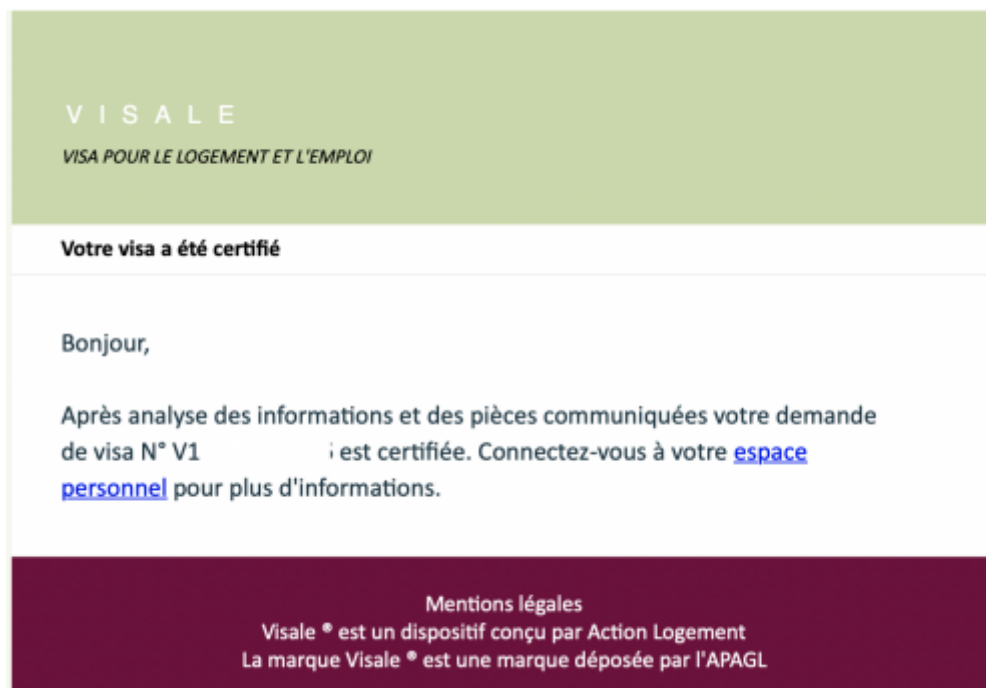 V I S A L E
VISA POUR LE LOGEMENT ET L'EMPLOI
Votre visa a été certifié
Bonjour,
Après analyse des informations et des pièces communiquées votre demande
de visa N° V1 est certifiée. Connectez-vous à votre espace
personnel pour plus d'informations.
Mentions légales
Visale ® est un dispositif conçu par Action Logement
La marque Visale ® est une marque déposée par l'APAGL